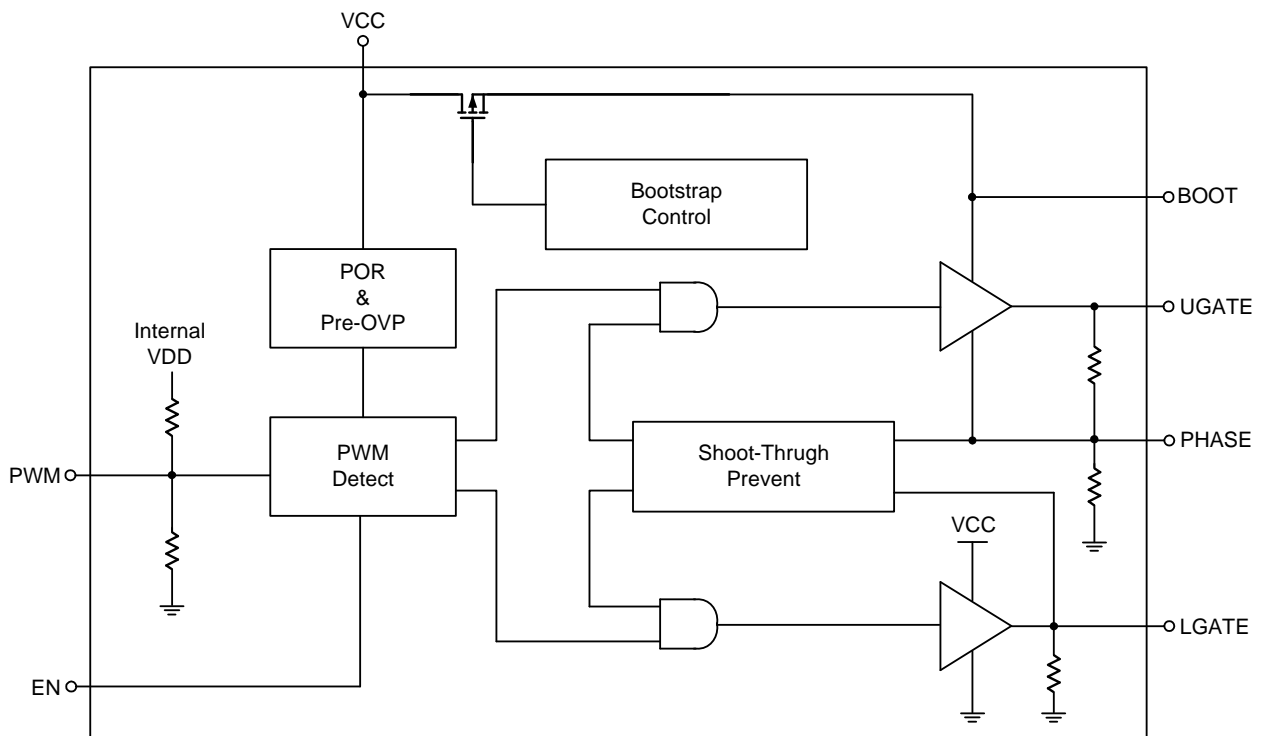 VCC
Bootstrap
Control
BOOT
POR
&
Pre-OVP
UGATE
Internal
VDD
PWM
PWM
Detect
Shoot-Thrugh
Prevent
PHASE
VCC
LGATE
EN